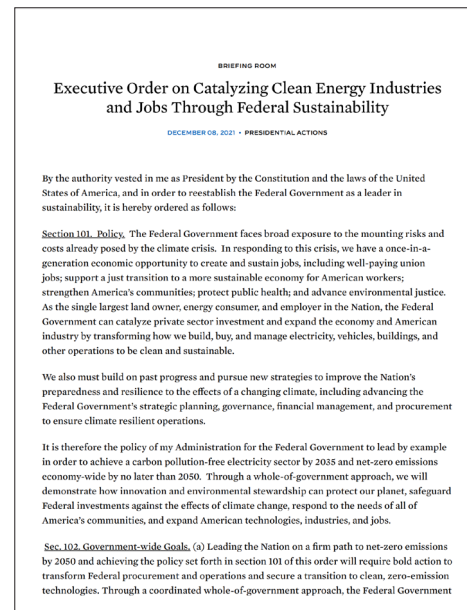 BRIEFING ROOM
Executive Order on Catalyzing Clean Energy Industries
and Jobs Through Federal Sustainability
DECEMBER 08, 2021 • PRESIDENTIAL ACTIONS
By the authority vested in me as President by the Constitution and the laws of the United
States of America, and in order to reestablish the Federal Government as a leader in
sustainability, it is hereby ordered as follows:
Section 101. Policy. The Federal Government faces broad exposure to the mounting risks and
costs already posed by the climate crisis. In responding to this crisis, we have a once-in-a-
generation economic opportunity to create and sustain jobs, including well-paying union
jobs; support a just transition to a more sustainable economy for American workers;
strengthen America's communities; protect public health; and advance environmental justice.
As the single largest land owner, energy consumer, and employer in the Nation, the Federal
Government can catalyze private sector investment and expand the economy and American
industry by transforming how we build, buy, and manage electricity, vehicles, buildings, and
other operations to be clean and sustainable.
We also must build on past progress and pursue new strategies to improve the Nation's
preparedness and resilience to the effects of a changing climate, including advancing the
Federal Government's strategic planning, governance, financial management, and procurement
to ensure climate resilient operations.
It is therefore the policy of my Administration for the Federal Government to lead by example
in order to achieve a carbon pollution-free electricity sector by 2035 and net-zero emissions
economy-wide by no later than 2050. Through a whole-of-government approach, we will
demonstrate how innovation and environmental stewardship can protect our planet, safeguard
Federal investments against the effects of climate change, respond to the needs of all of
America's communities, and expand American technologies, industries, and jobs.
Sec. 102. Government-wide Goals. (a) Leading the Nation on a firm path to net-zero emissions
by 2050 and achieving the policy set forth in section 101 of this order will require bold action to
transform Federal procurement and operations and secure a transition to clean, zero-emission
technologies. Through a coordinated whole-of-government approach, the Federal Government